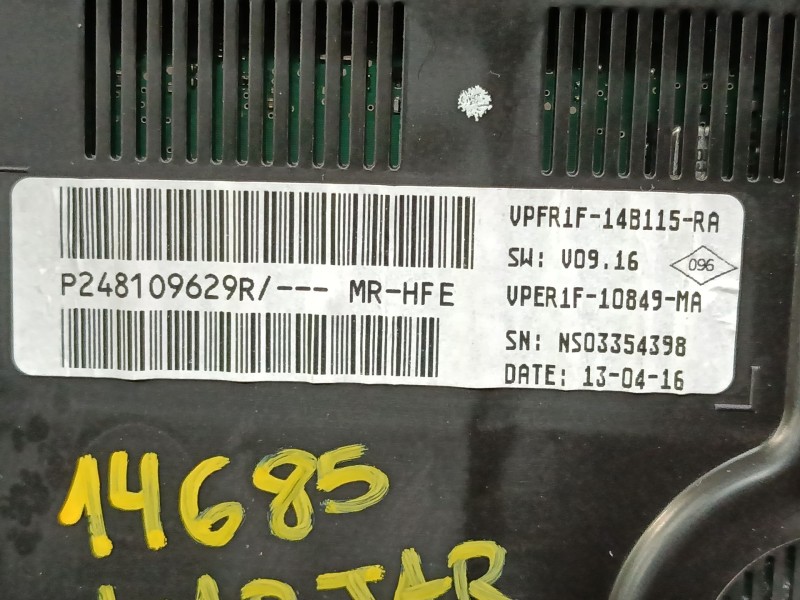 VPFR1F-14B115-RA
SW: V09.16
096
P248109629R/--- MR-HFE
VPER1F-10849-MA
SN: NS03354398
DATE: 13-04-16
14685